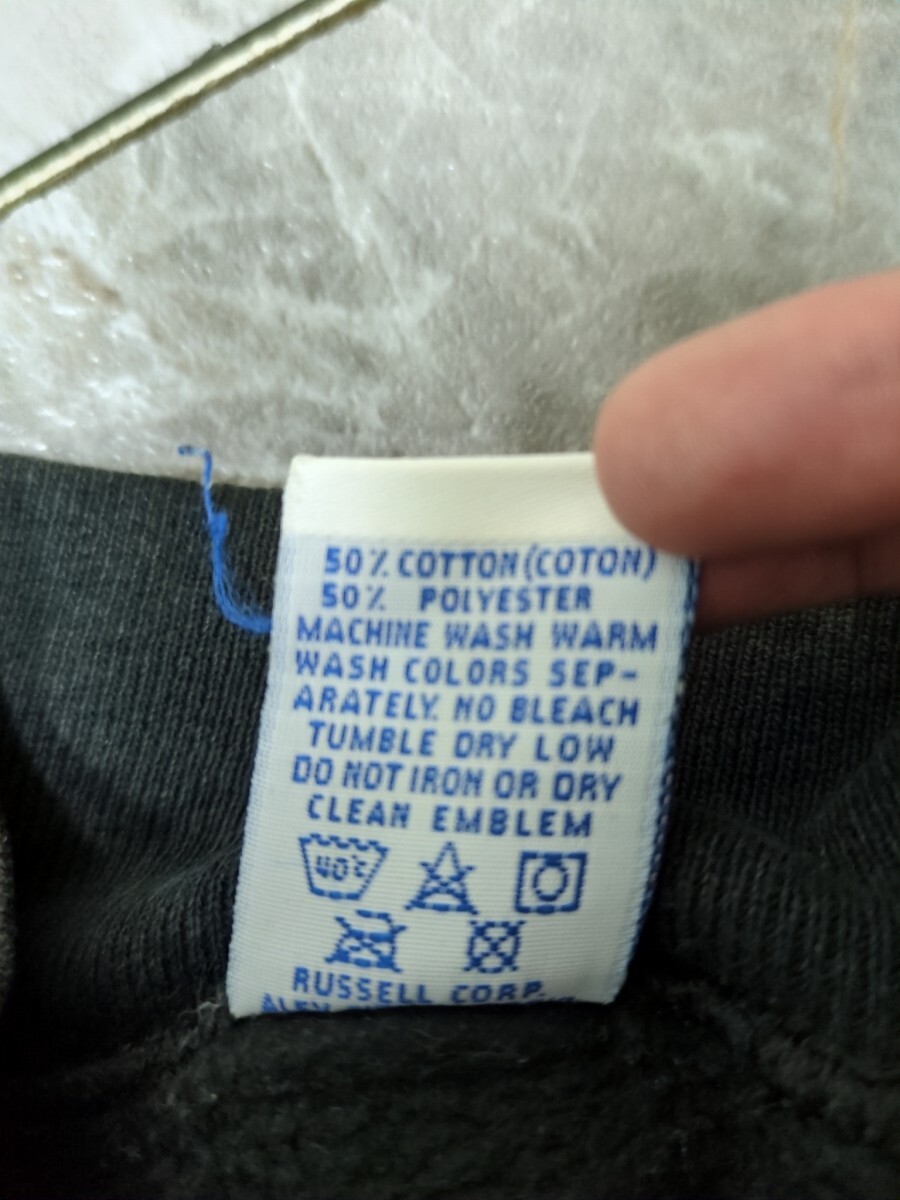 50% COTTON (COTON)
50% POLYESTER
MACHINE WASH WARM
WASH COLORS SEP-
ARATELY. NO BLEACH
TUMBLE DRY LOW
DO NOT IRON OR DRY
CLEAN EMBLEM
40°C
RUSSELL CORP.